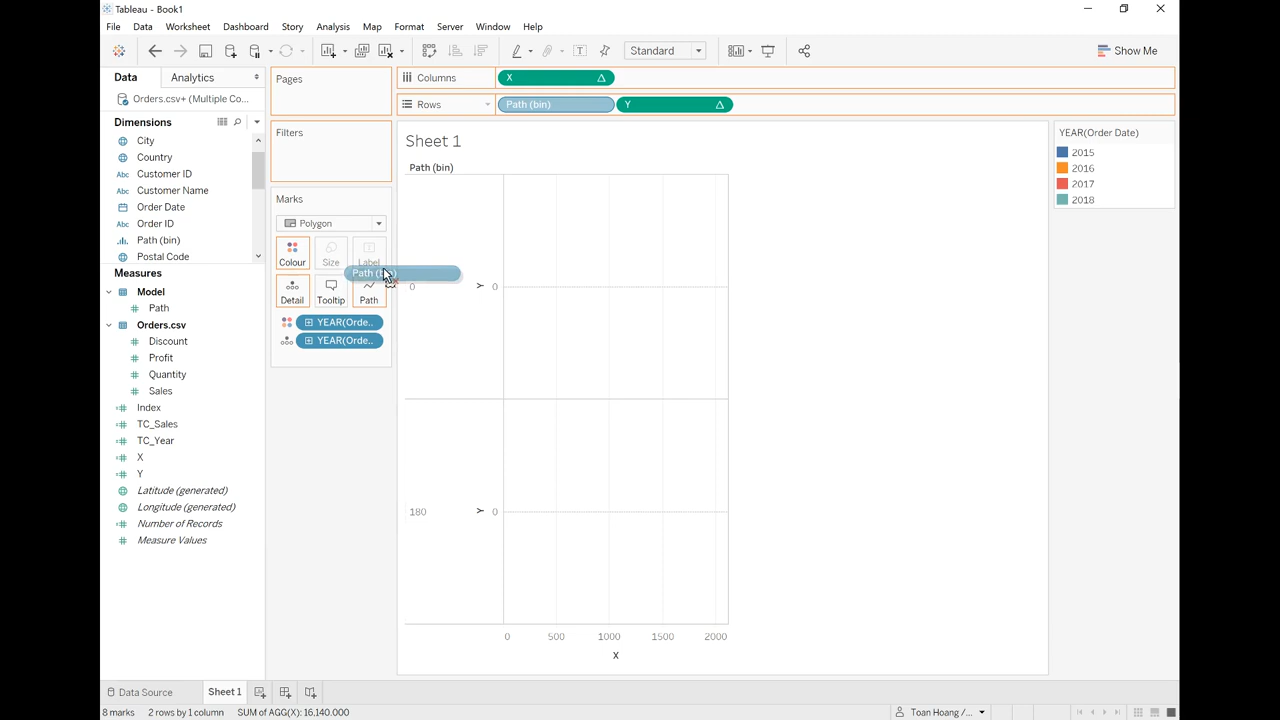 Tableau - Book1
File Data Worksheet Dashboard Story Analysis Map Format Server Window Help
Standard
Show Me
Data Analytics
Orders.csv+ (Multiple Co...
Dimensions
City
Country
Abc Customer ID
Abc Customer Name
Order Date
Abc Order ID
Path (bin)
Abc Postal Code
Measures
Model
Path
Orders.csv
Discount
Profit
Quantity
Sales
Index
TC_Sales
TC_Year
X
Y
Latitude (generated)
Longitude (generated)
Number of Records
Measure Values
Pages
Filters
Marks
Polygon
Colour Size Label
Path (bin)
Detail Tooltip Path
YEAR(Orde..
YEAR(Orde..
Columns X
Rows Path (bin) Y
Sheet 1
Path (bin)
0 Y 0
180 Y 0
0 500 1000 1500 2000
X
YEAR(Order Date)
2015
2016
2017
2018
Data Source Sheet 1
8 marks 2 rows by 1 column SUM of AGG(X): 16,140.000
Toan Hoang /...